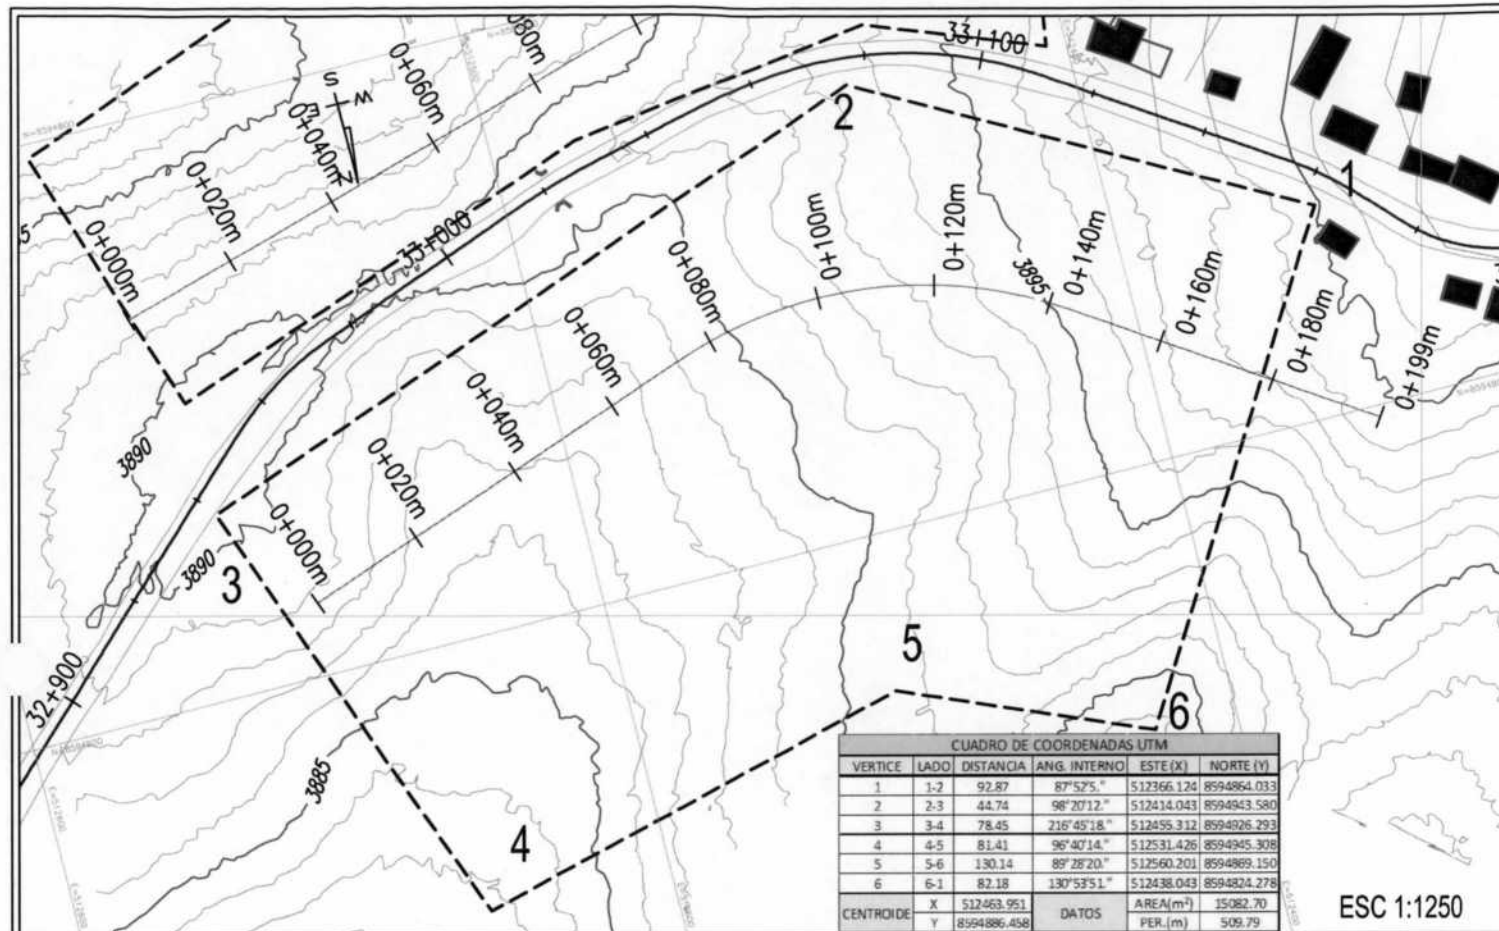 33+100
0+080m
0+060m
0+040m
0+020m
0+000m
S
E
W
N
33+000
2
1
0+000m
0+020m
0+040m
0+060m
0+080m
0+100m
0+120m
0+140m
0+160m
0+180m
0+199m
3895
3890
3890
3885
32+900
3
4
5
6
CUADRO DE COORDENADAS UTM
VERTICE LADO DISTANCIA ANG. INTERNO ESTE (X) NORTE (Y)
1 1-2 92.87 87°52'5." 512366.124 8594864.033
2 2-3 44.74 98°20'12." 512414.043 8594943.580
3 3-4 78.45 216°45'18." 512455.312 8594926.293
4 4-5 81.41 96°40'14." 512531.426 8594945.308
5 5-6 130.14 89°28'20." 512560.201 8594869.150
6 6-1 82.18 130°53'51." 512438.043 8594824.278
CENTROIDE X 512463.951 DATOS AREA(m²) 15082.70
Y 8594886.458 PER.(m) 509.79
ESC 1:1250